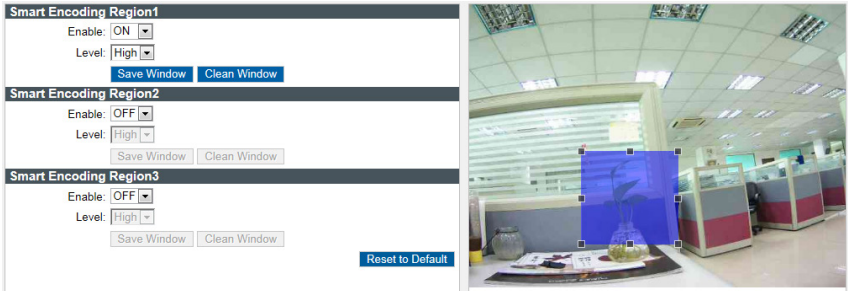 Smart Encoding Region1
Enable: ON
Level: High
Save Window Clean Window
Smart Encoding Region2
Enable: OFF
Level: High
Save Window Clean Window
Smart Encoding Region3
Enable: OFF
Level: High
Save Window Clean Window
Reset to Default